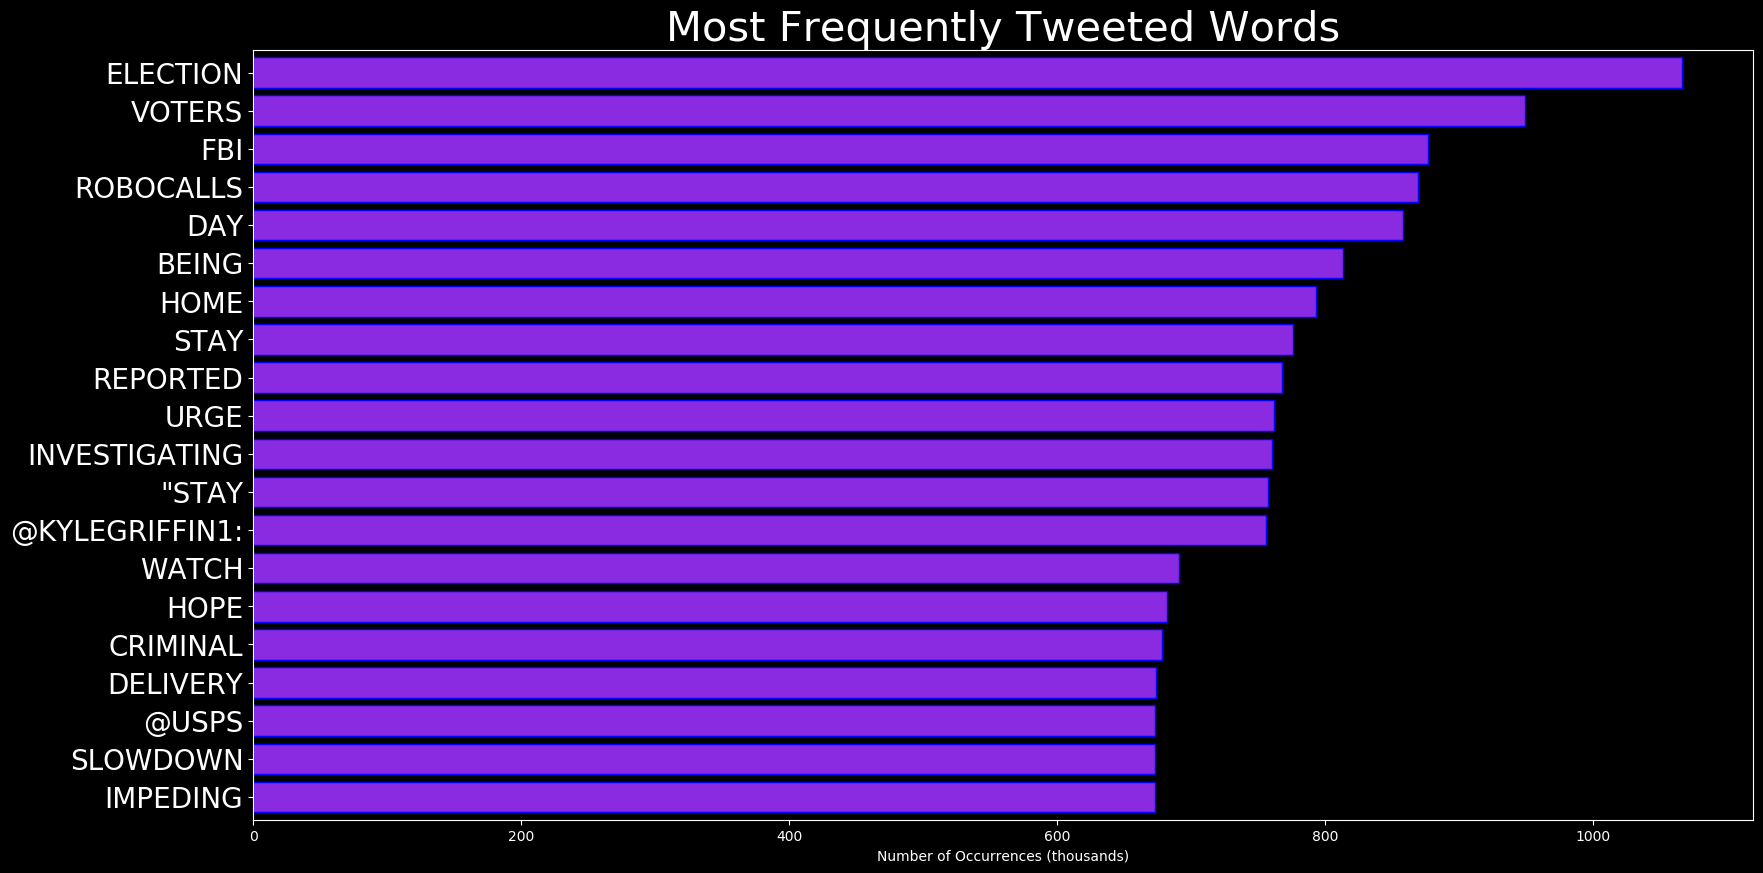 Most Frequently Tweeted Words
ELECTION
VOTERS
FBI
ROBOCALLS
DAY
BEING
HOME
STAY
REPORTED
URGE
INVESTIGATING
"STAY
@KYLEGRIFFIN1:
WATCH
HOPE
CRIMINAL
DELIVERY
@USPS
SLOWDOWN
IMPEDING
0 200 400 600 800 1000
Number of Occurrences (thousands)